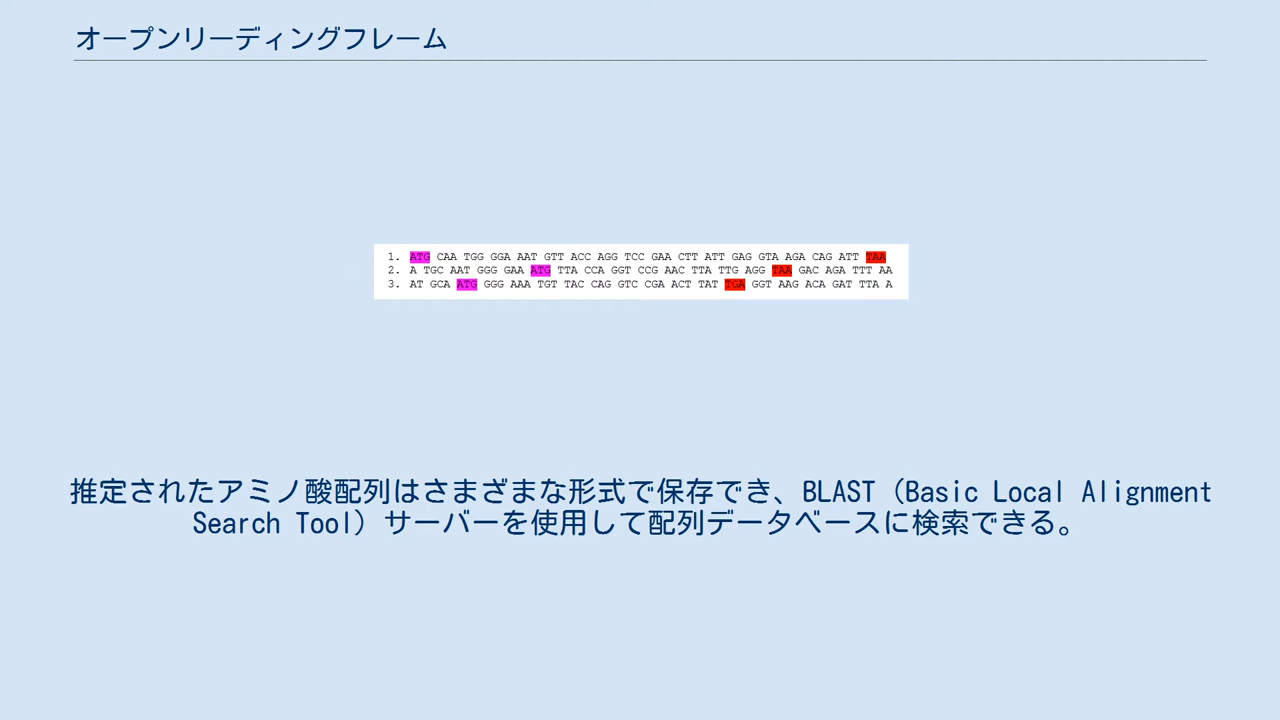 オープンリーディングフレーム
1. ATG CAA TGG GGA AAT GTT ACC AGG TCC GAA CTT ATT GAG GTA AGA CAG ATT TAA
2. A TGC AAT GGG GAA ATG TTA CCA GGT CCG AAC TTA TTG AGG TAA GAC AGA TTT AA
3. AT GCA ATG GGG AAA TGT TAC CAG GTC CGA ACT TAT TGA GGT AAG ACA GAT TTA A
推定されたアミノ酸配列はさまざまな形式で保存でき、BLAST（Basic Local Alignment
Search Tool）サーバーを使用して配列データベースに検索できる。